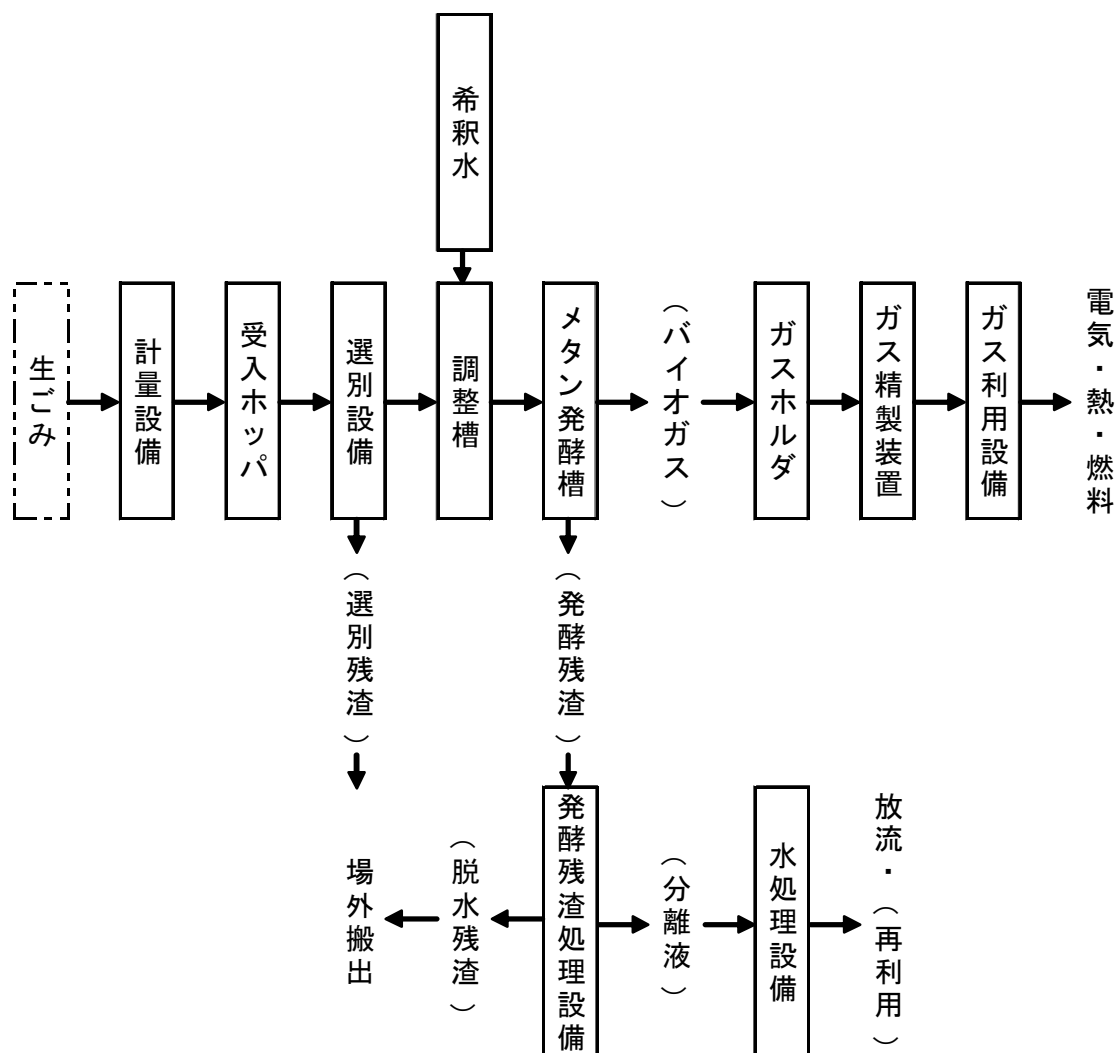 希釈水
生ごみ
計量設備
受入ホッパ
選別設備
調整槽
メタン発酵槽
（バイオガス）
ガスホルダ
ガス精製装置
ガス利用設備
電気・熱・燃料
（選別残渣）
（発酵残渣）
場外搬出
（脱水残渣）
発酵残渣処理設備
（分離液）
水処理設備
放流・（再利用）